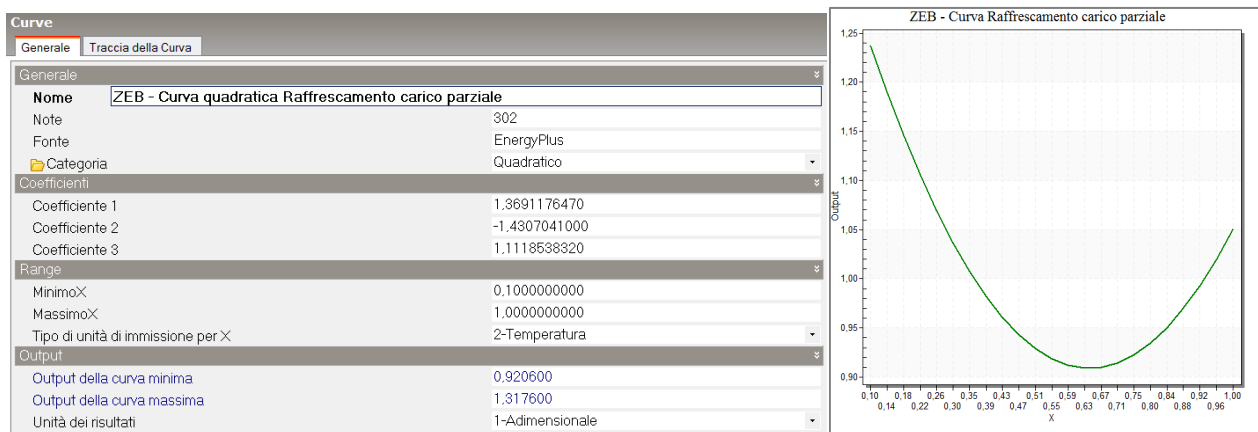 Curve
Generale Traccia della Curva
Generale
Nome ZEB - Curva quadratica Raffrescamento carico parziale
Note 302
Fonte EnergyPlus
Categoria Quadratico
Coefficienti
Coefficiente 1 1,3691176470
Coefficiente 2 -1,4307041000
Coefficiente 3 1,1118538320
Range
MinimoX 0,1000000000
MassimoX 1,0000000000
Tipo di unità di immissione per X 2-Temperatura
Output
Output della curva minima 0,920600
Output della curva massima 1,317600
Unità dei risultati 1-Adimensionale
ZEB - Curva Raffrescamento carico parziale
1,25
1,20
1,15
1,10
1,05
1,00
0,95
0,90
Output
0,10 0,18 0,26 0,35 0,43 0,51 0,59 0,67 0,75 0,84 0,92 1,00
0,14 0,22 0,30 0,39 0,47 0,55 0,63 0,71 0,80 0,88 0,96
X